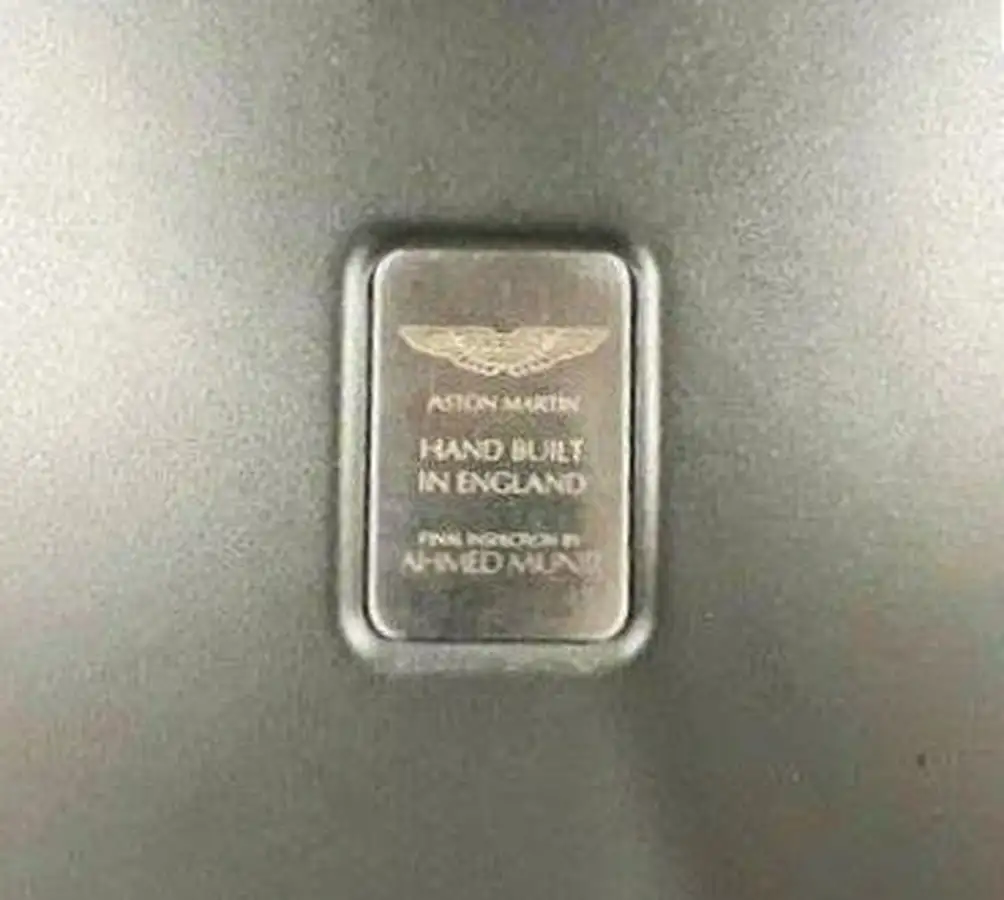 ASTON MARTIN
HAND BUILT
IN ENGLAND
FINAL INSPECTION BY
AHMED